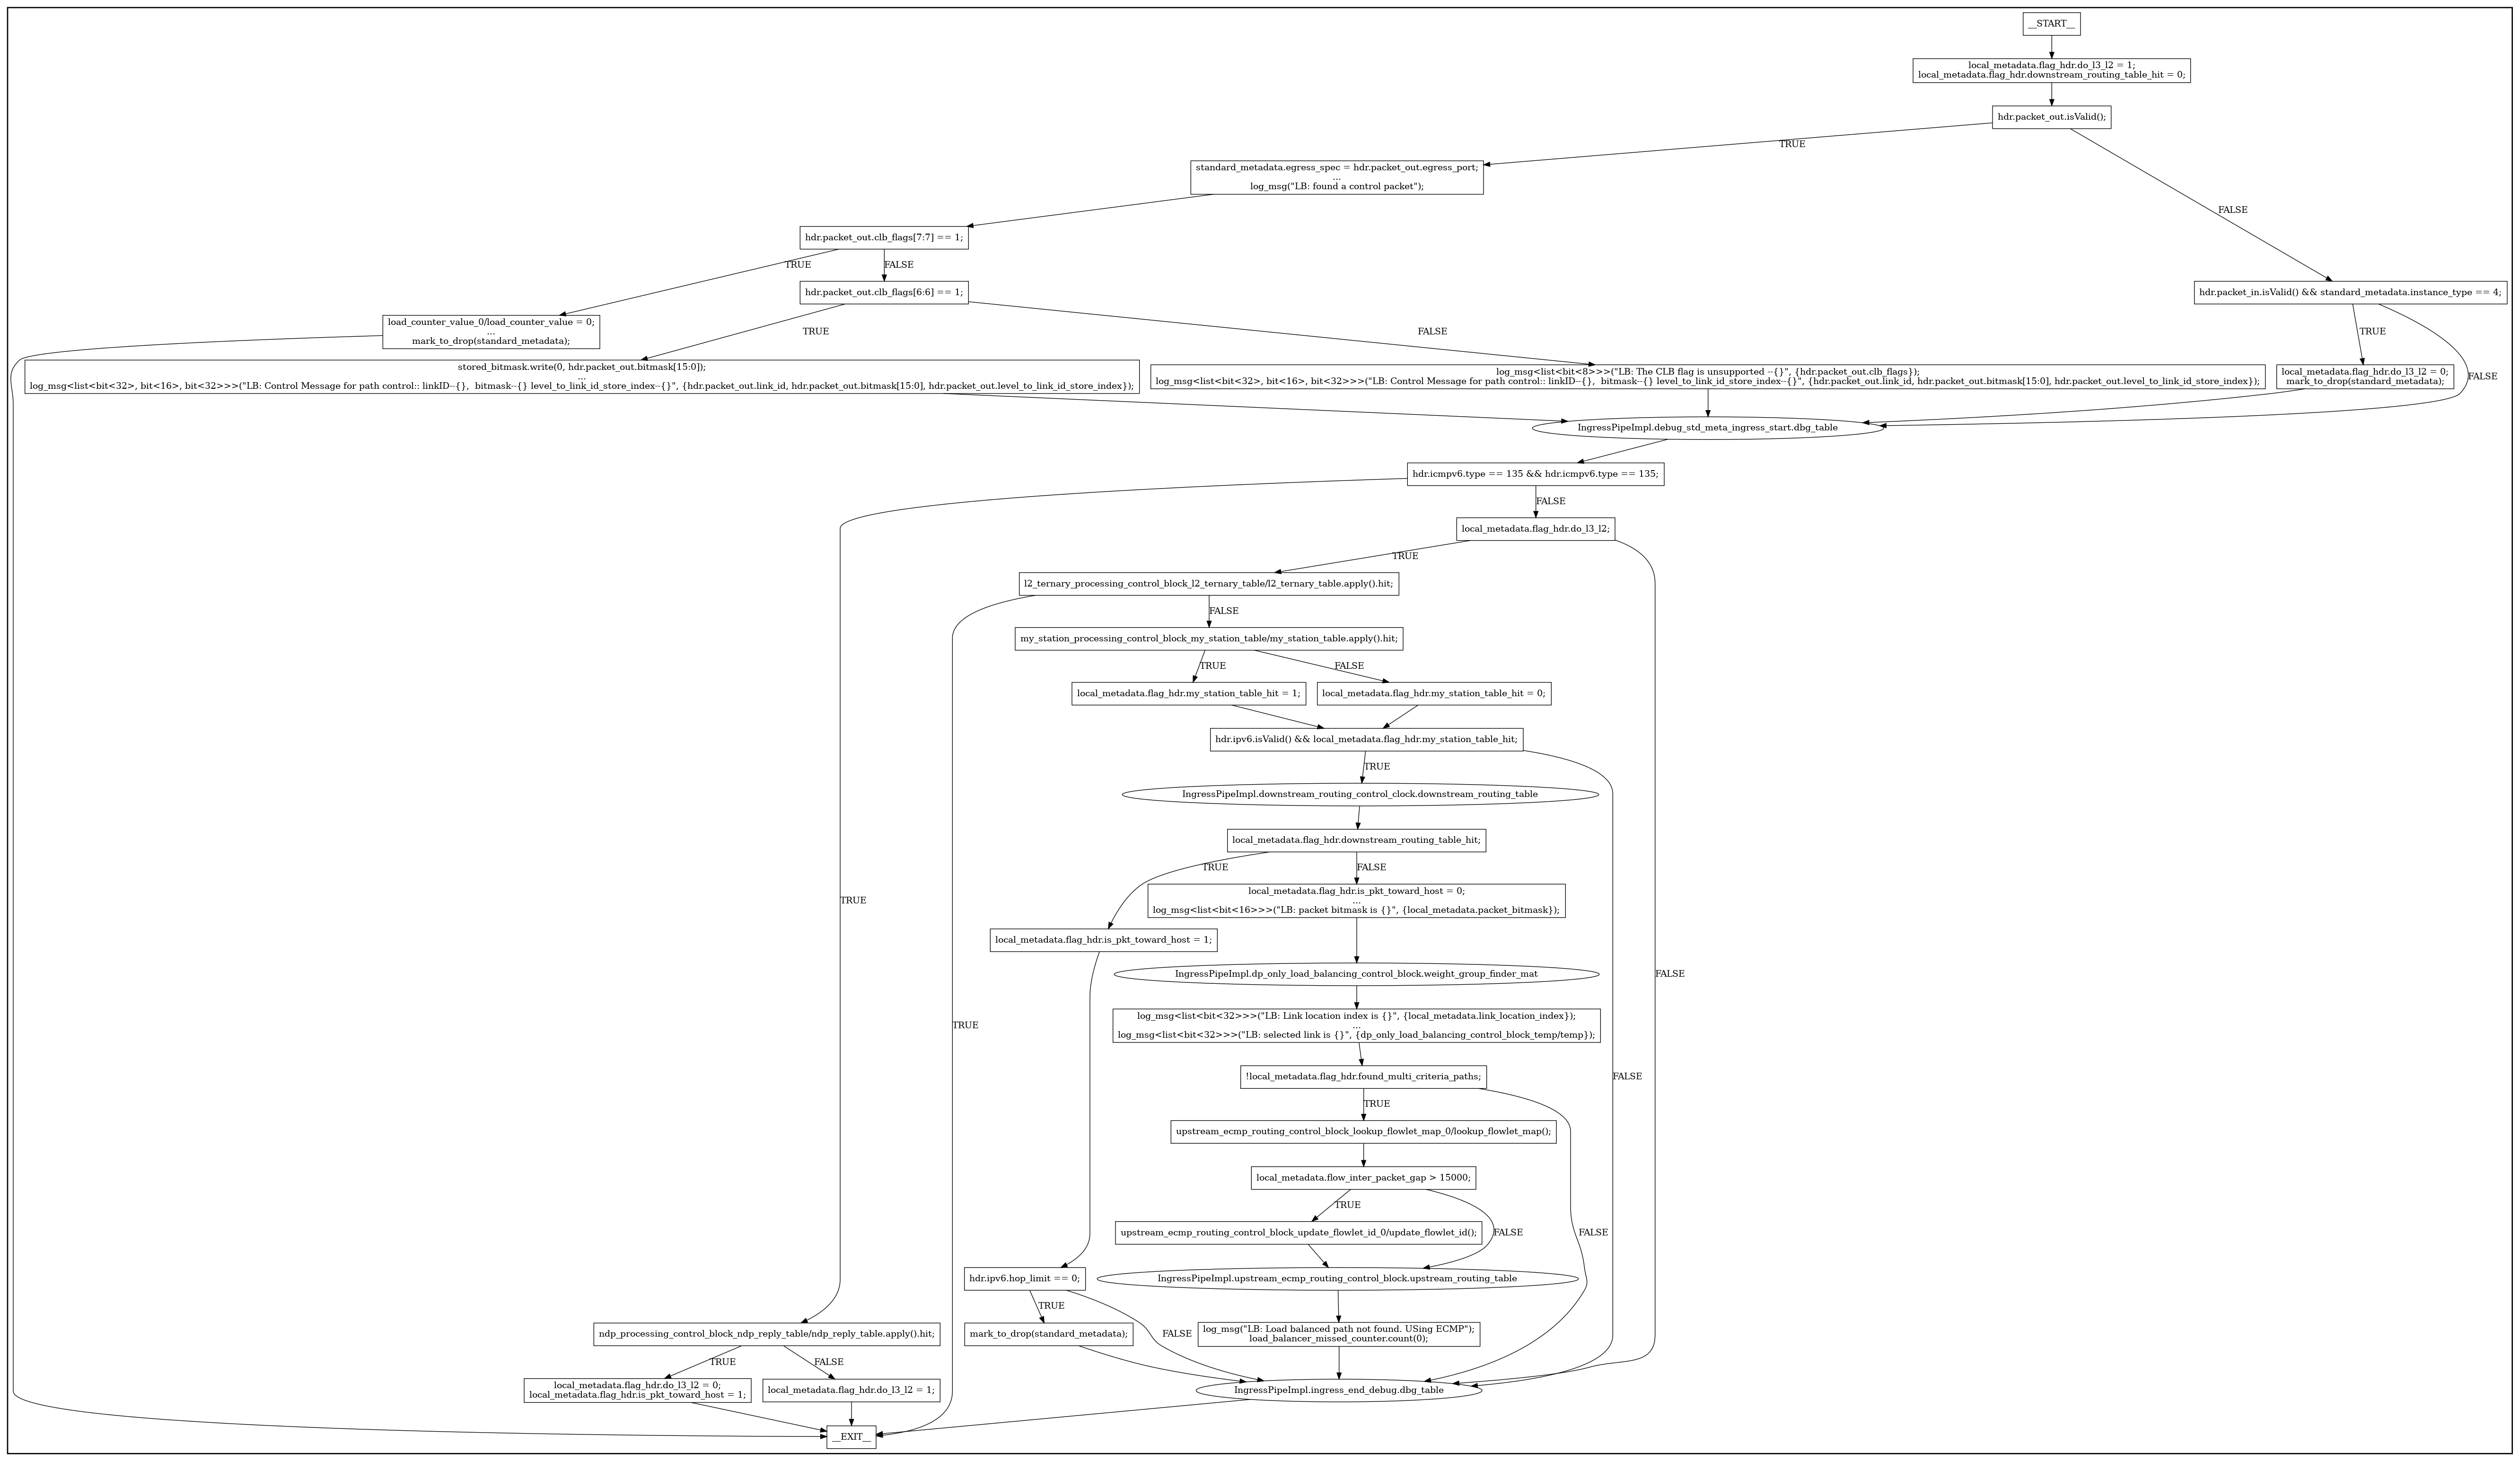 __START__
local_metadata.flag_hdr.do_l3_l2 = 1;
local_metadata.flag_hdr.downstream_routing_table_hit = 0;
hdr.packet_out.isValid();
TRUE
standard_metadata.egress_spec = hdr.packet_out.egress_port;
...
log_msg("LB: found a control packet");
FALSE
hdr.packet_out.clb_flags[7:7] == 1;
TRUE
FALSE
hdr.packet_out.clb_flags[6:6] == 1;
hdr.packet_in.isValid() && standard_metadata.instance_type == 4;
load_counter_value_0/load_counter_value = 0;
...
mark_to_drop(standard_metadata);
TRUE
FALSE
TRUE
FALSE
stored_bitmask.write(0, hdr.packet_out.bitmask[15:0]);
...
log_msg<list<bit<32>, bit<16>, bit<32>>>("LB: Control Message for path control:: linkID--{},  bitmask--{} level_to_link_id_store_index--{}", {hdr.packet_out.link_id, hdr.packet_out.bitmask[15:0], hdr.packet_out.level_to_link_id_store_index});
log_msg<list<bit<8>>>("LB: The CLB flag is unsupported --{}", {hdr.packet_out.clb_flags});
log_msg<list<bit<32>, bit<16>, bit<32>>>("LB: Control Message for path control:: linkID--{},  bitmask--{} level_to_link_id_store_index--{}", {hdr.packet_out.link_id, hdr.packet_out.bitmask[15:0], hdr.packet_out.level_to_link_id_store_index});
local_metadata.flag_hdr.do_l3_l2 = 0;
mark_to_drop(standard_metadata);
IngressPipeImpl.debug_std_meta_ingress_start.dbg_table
hdr.icmpv6.type == 135 && hdr.icmpv6.type == 135;
FALSE
local_metadata.flag_hdr.do_l3_l2;
TRUE
l2_ternary_processing_control_block_l2_ternary_table/l2_ternary_table.apply().hit;
FALSE
my_station_processing_control_block_my_station_table/my_station_table.apply().hit;
TRUE
FALSE
local_metadata.flag_hdr.my_station_table_hit = 1;
local_metadata.flag_hdr.my_station_table_hit = 0;
hdr.ipv6.isValid() && local_metadata.flag_hdr.my_station_table_hit;
TRUE
IngressPipeImpl.downstream_routing_control_clock.downstream_routing_table
local_metadata.flag_hdr.downstream_routing_table_hit;
TRUE
FALSE
local_metadata.flag_hdr.is_pkt_toward_host = 0;
...
log_msg<list<bit<16>>>("LB: packet bitmask is {}", {local_metadata.packet_bitmask});
TRUE
local_metadata.flag_hdr.is_pkt_toward_host = 1;
IngressPipeImpl.dp_only_load_balancing_control_block.weight_group_finder_mat
FALSE
log_msg<list<bit<32>>>("LB: Link location index is {}", {local_metadata.link_location_index});
...
log_msg<list<bit<32>>>("LB: selected link is {}", {dp_only_load_balancing_control_block_temp/temp});
TRUE
!local_metadata.flag_hdr.found_multi_criteria_paths;
FALSE
TRUE
upstream_ecmp_routing_control_block_lookup_flowlet_map_0/lookup_flowlet_map();
local_metadata.flow_inter_packet_gap > 15000;
TRUE
upstream_ecmp_routing_control_block_update_flowlet_id_0/update_flowlet_id();
FALSE
FALSE
hdr.ipv6.hop_limit == 0;
IngressPipeImpl.upstream_ecmp_routing_control_block.upstream_routing_table
TRUE
FALSE
ndp_processing_control_block_ndp_reply_table/ndp_reply_table.apply().hit;
mark_to_drop(standard_metadata);
log_msg("LB: Load balanced path not found. USing ECMP");
load_balancer_missed_counter.count(0);
TRUE
FALSE
local_metadata.flag_hdr.do_l3_l2 = 0;
local_metadata.flag_hdr.is_pkt_toward_host = 1;
local_metadata.flag_hdr.do_l3_l2 = 1;
IngressPipeImpl.ingress_end_debug.dbg_table
__EXIT__